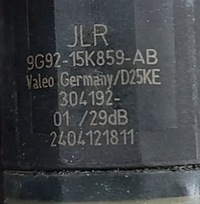 JLR
9G92-15K859-AB
Valeo Germany/D25KE
304192-
01 /29dB
2404121811